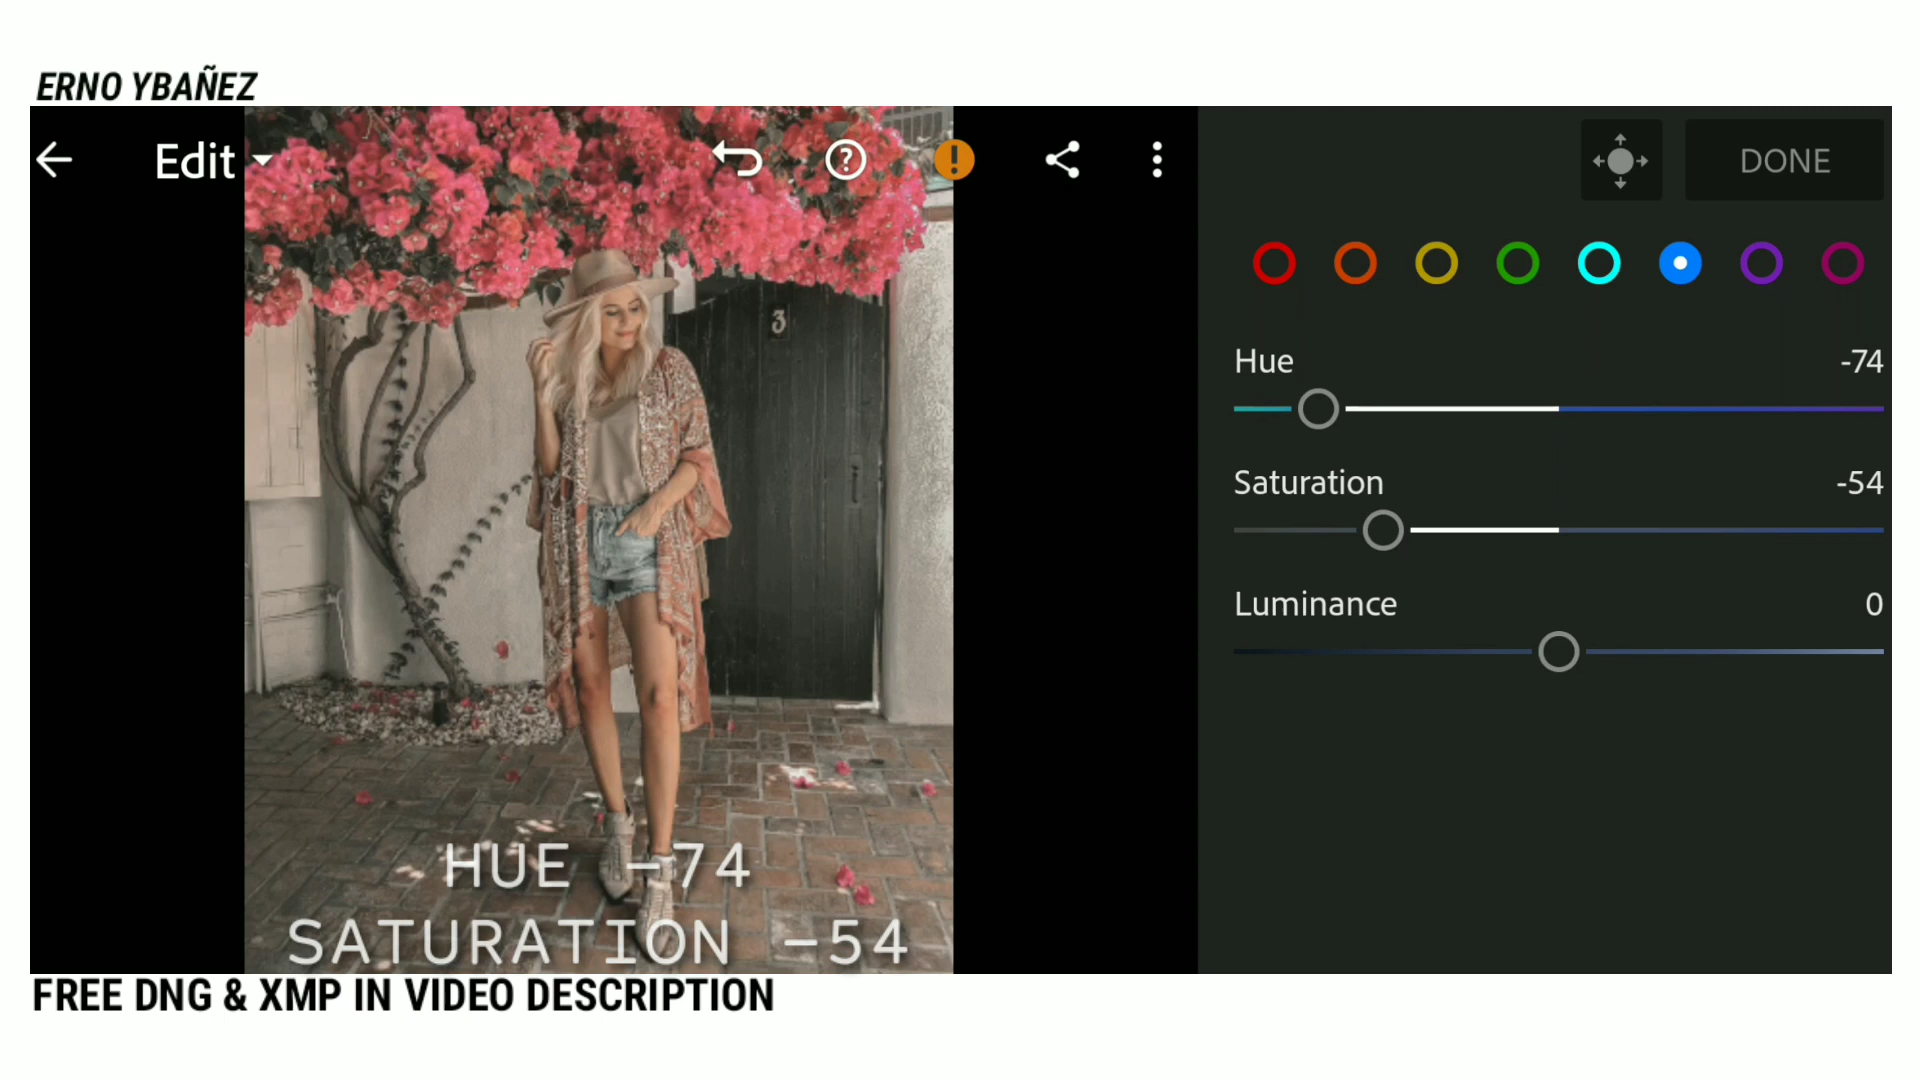 ERNO YBAÑEZ
Edit
DONE
3
Hue -74
Saturation -54
Luminance 0
HUE -74
SATURATION -54
FREE DNG & XMP IN VIDEO DESCRIPTION